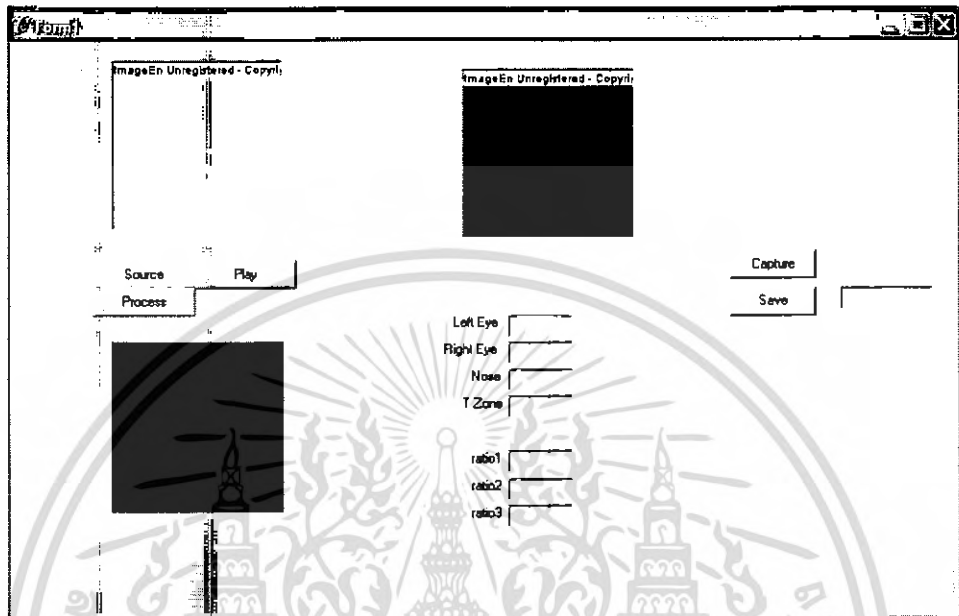 Form1
ImageEn Unregistered - Copyri
ImageEn Unregistered - Copyri
Source
Play
Process
Capture
Save
Left Eye
Right Eye
Nose
T Zone
ratio1
ratio2
ratio3